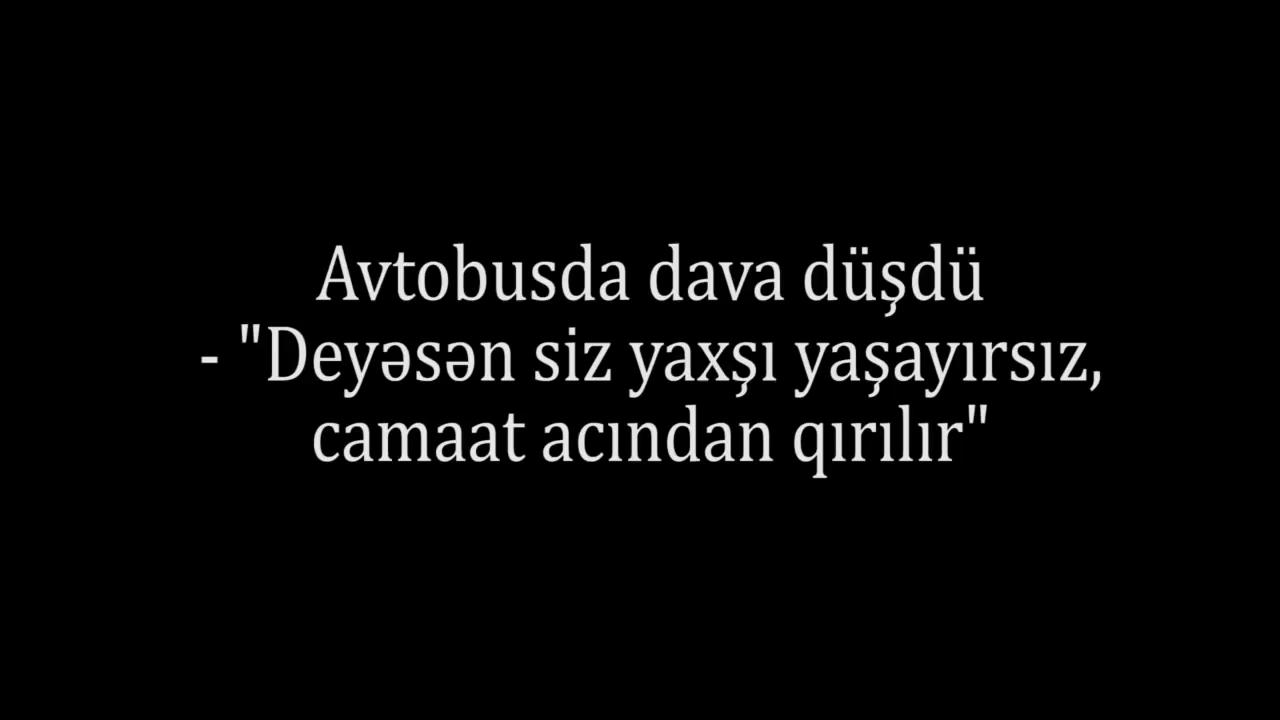 Avtobusda dava düşdü
- "Deyəsən siz yaxşı yaşayırsız,
camaat acından qırılır"